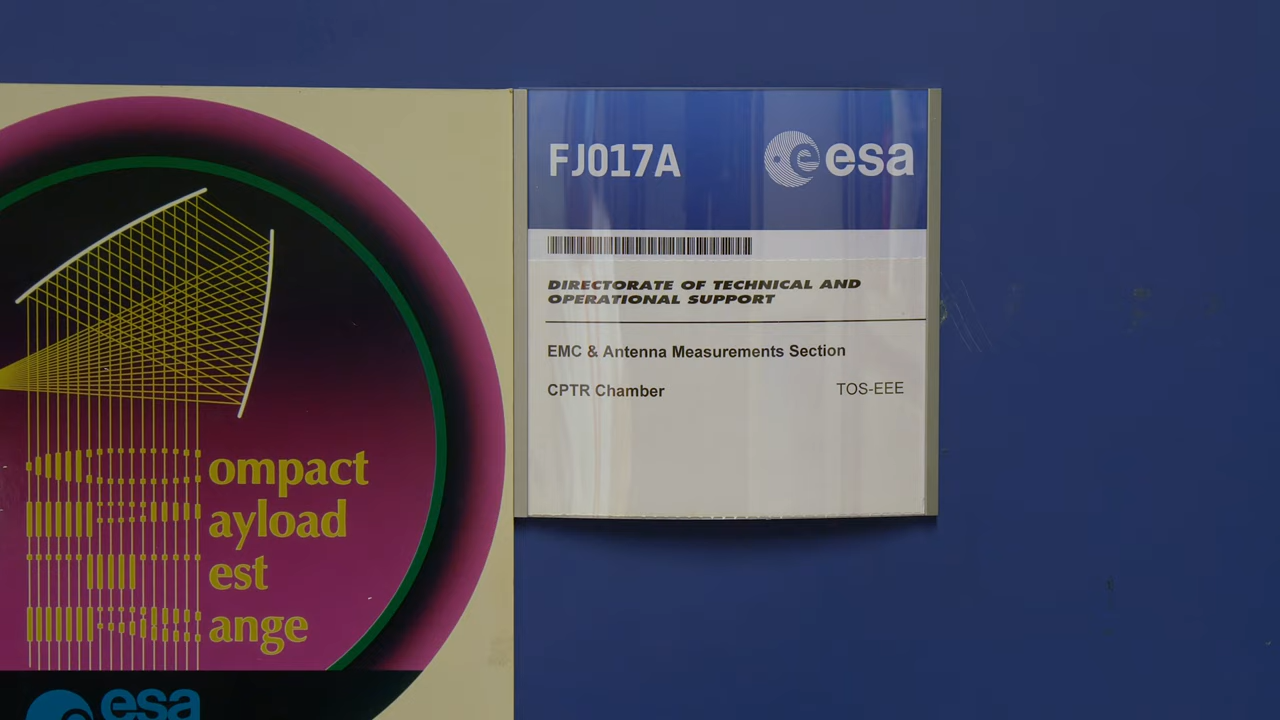 FJ017A
esa
DIRECTORATE OF TECHNICAL AND
OPERATIONAL SUPPORT
EMC & Antenna Measurements Section
CPTR Chamber TOS-EEE
ompact
ayload
est
ange
esa